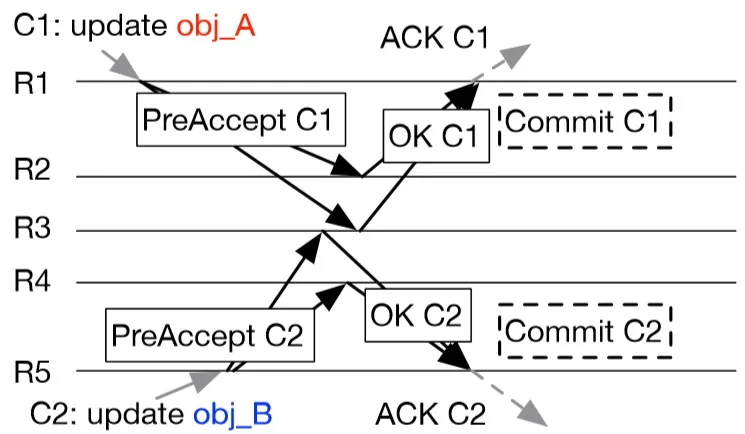 C1: update obj_A
ACK C1
R1
PreAccept C1
OK C1
Commit C1
R2
R3
R4
PreAccept C2
OK C2
Commit C2
R5
C2: update obj_B
ACK C2